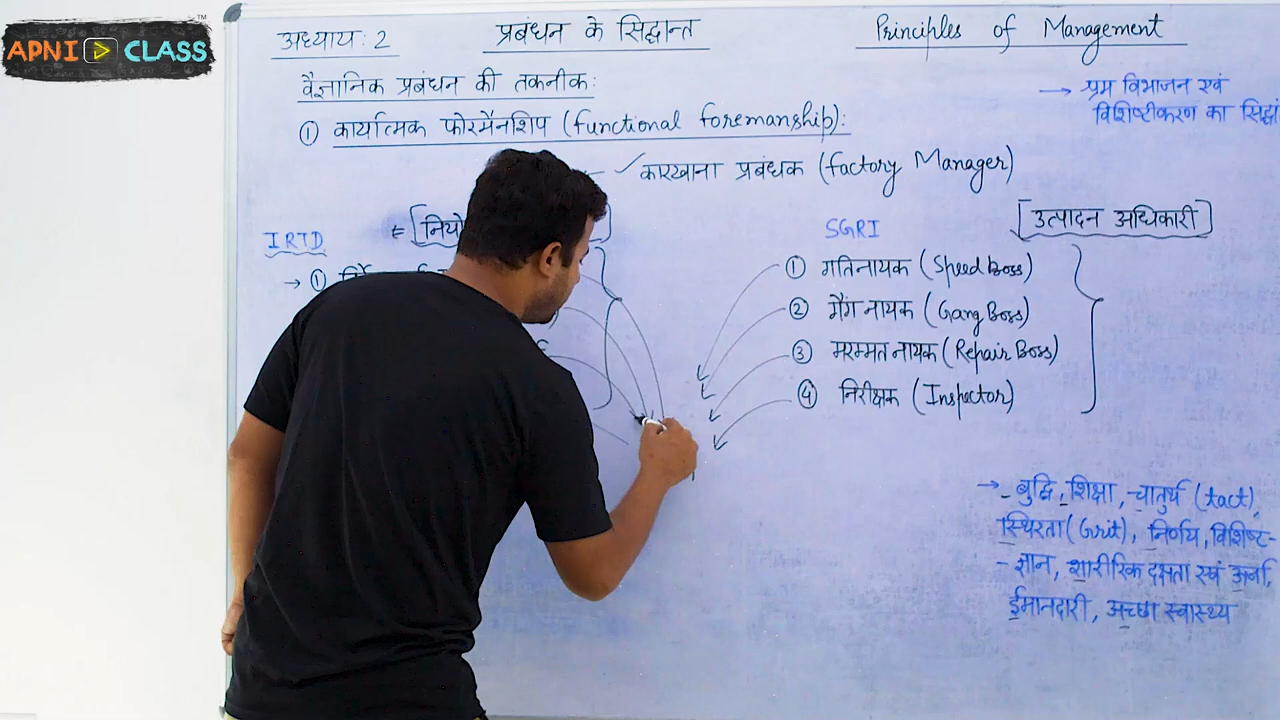 APNI CLASS ™
अध्याय: 2 प्रबंधन के सिद्धान्त Principles of Management
वैज्ञानिक प्रबंधन की तकनीक:
→ श्रम विभाजन एवं
विशिष्टीकरण का
① कार्यात्मक फोरमैनशिप (functional foremanship):
कारखाना प्रबंधक (factory Manager)
IRTD
SGRI [उत्पादन अधिकारी]
→ ①
① गतिनायक (Speed Boss)
② गैंग नायक (Gang Boss)
③ मरम्मत नायक (Repair Boss)
④ निरीक्षक (Inspector)
→ बुद्धि, शिक्षा, चातुर्य (tact),
स्थिरता (Grit), निर्णय, विशिष्ट-
- ज्ञान, शारीरिक दक्षता एवं ऊर्जा,
ईमानदारी, अच्छा स्वास्थ्य